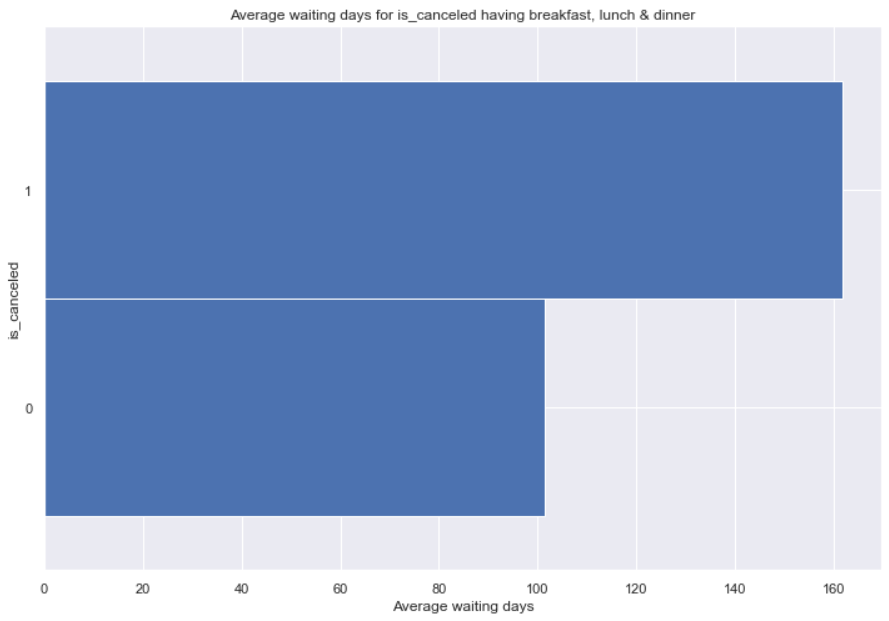 Average waiting days for is_canceled having breakfast, lunch & dinner
1
is_canceled
0
0 20 40 60 80 100 120 140 160
Average waiting days